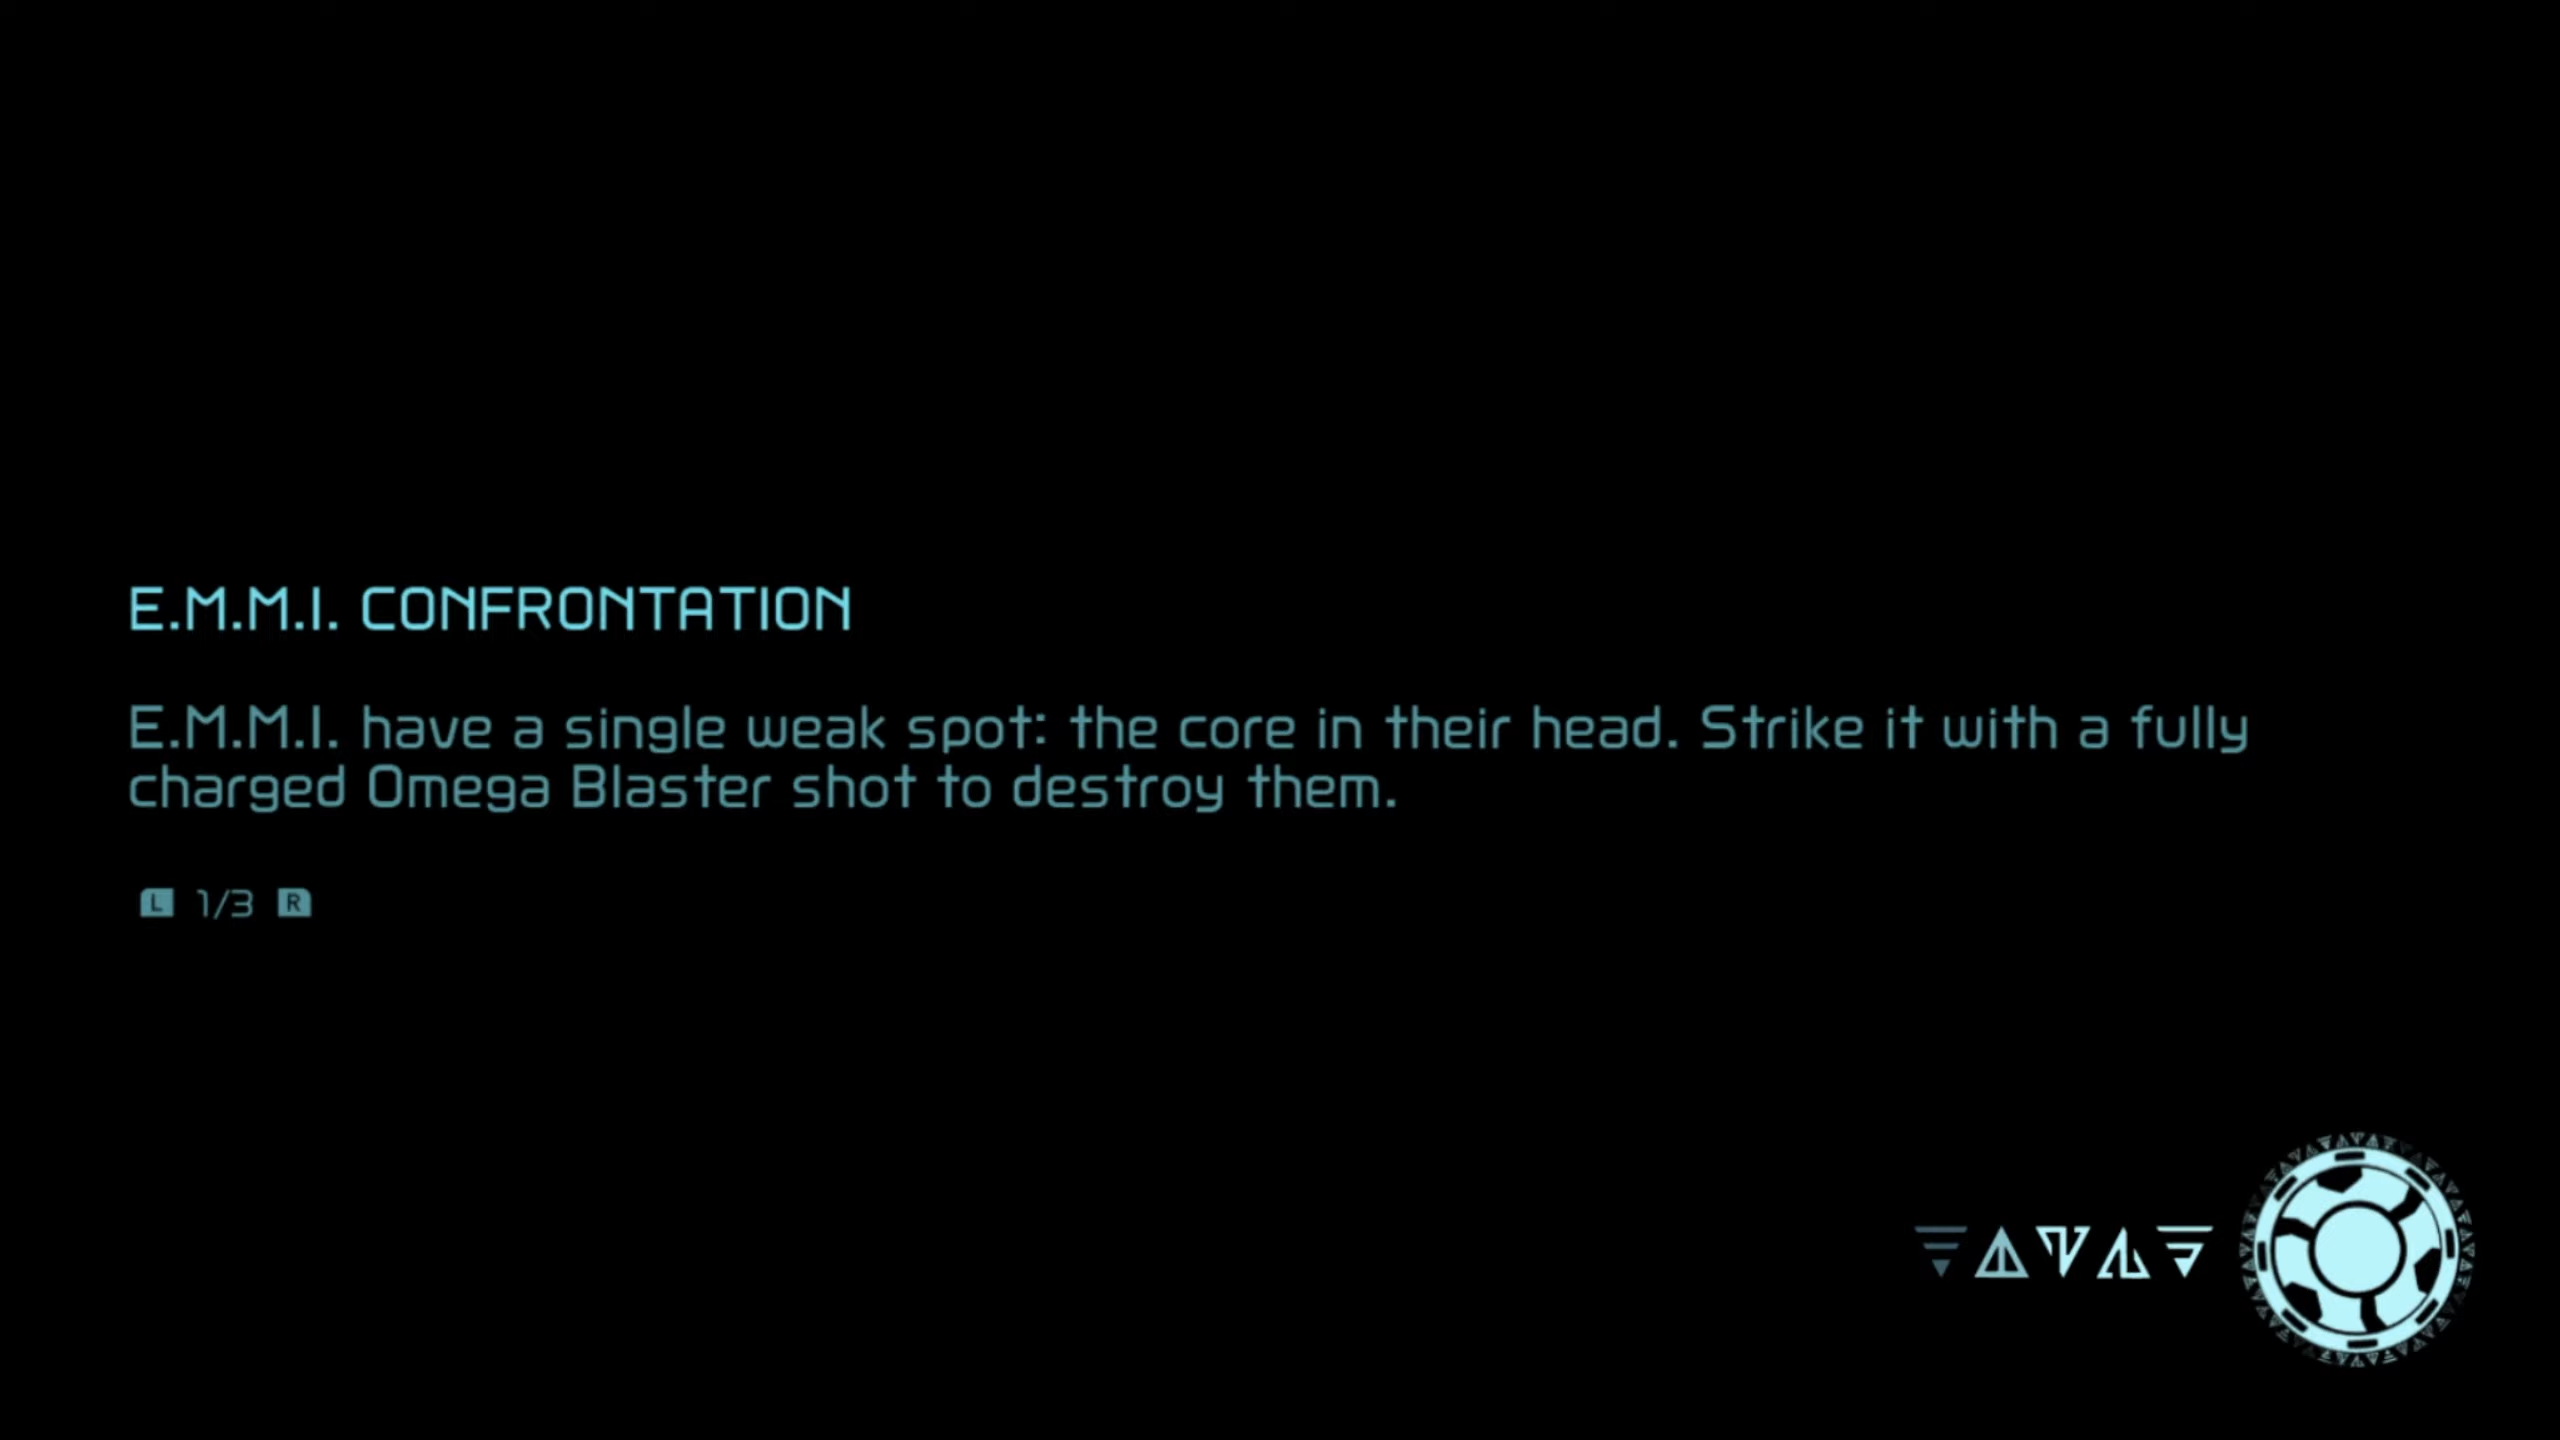 E.M.M.I. CONFRONTATION
E.M.M.I. have a single weak spot: the core in their head. Strike it with a fully
charged Omega Blaster shot to destroy them.
L 1/3 R